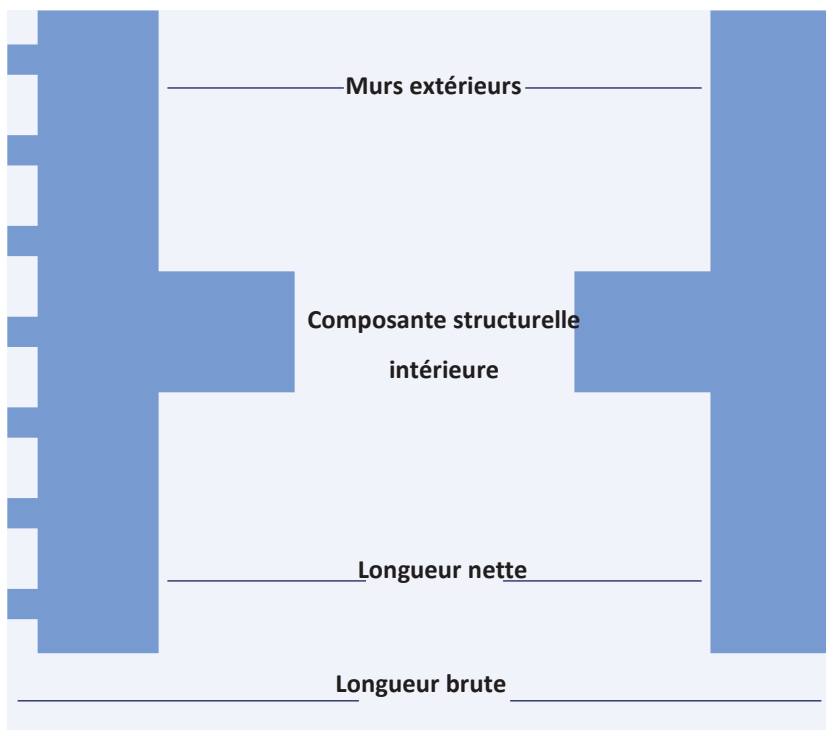 Murs extérieurs
Composante structurelle
intérieure
Longueur nette
Longueur brute